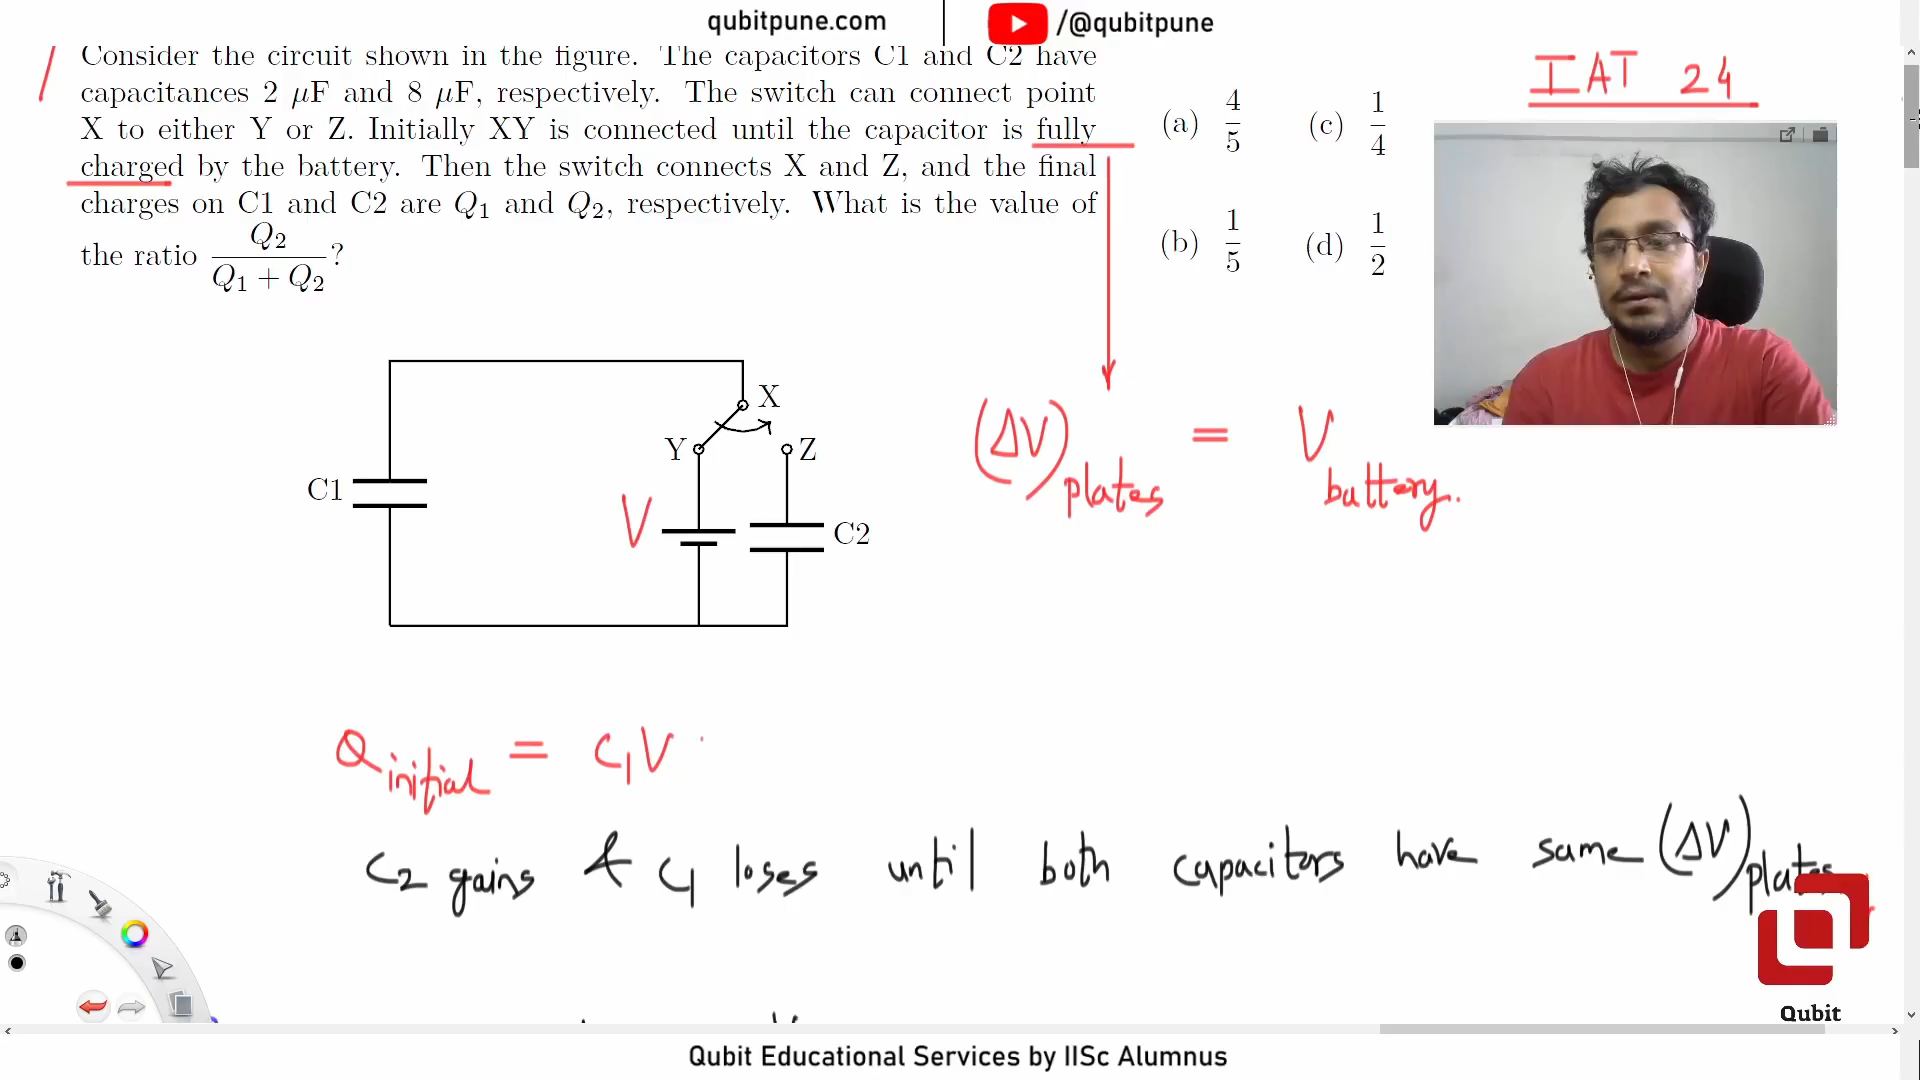 qubitpune.com
/@qubitpune
Consider the circuit shown in the figure. The capacitors C1 and C2 have
capacitances 2 μF and 8 μF, respectively. The switch can connect point
X to either Y or Z. Initially XY is connected until the capacitor is fully
charged by the battery. Then the switch connects X and Z, and the final
charges on C1 and C2 are Q₁ and Q₂, respectively. What is the value of
the ratio Q₂/(Q₁ + Q₂)?
(a) 4/5 (c) 1/4
(b) 1/5 (d) 1/2
IAT 24
X
Y
Z
C1
V
C2
(ΔV)plates = Vbattery.
Qinitial = C₁V
C₂ gains & C₁ loses until both capacitors have same (ΔV)plates
Qubit
Qubit Educational Services by IISc Alumnus